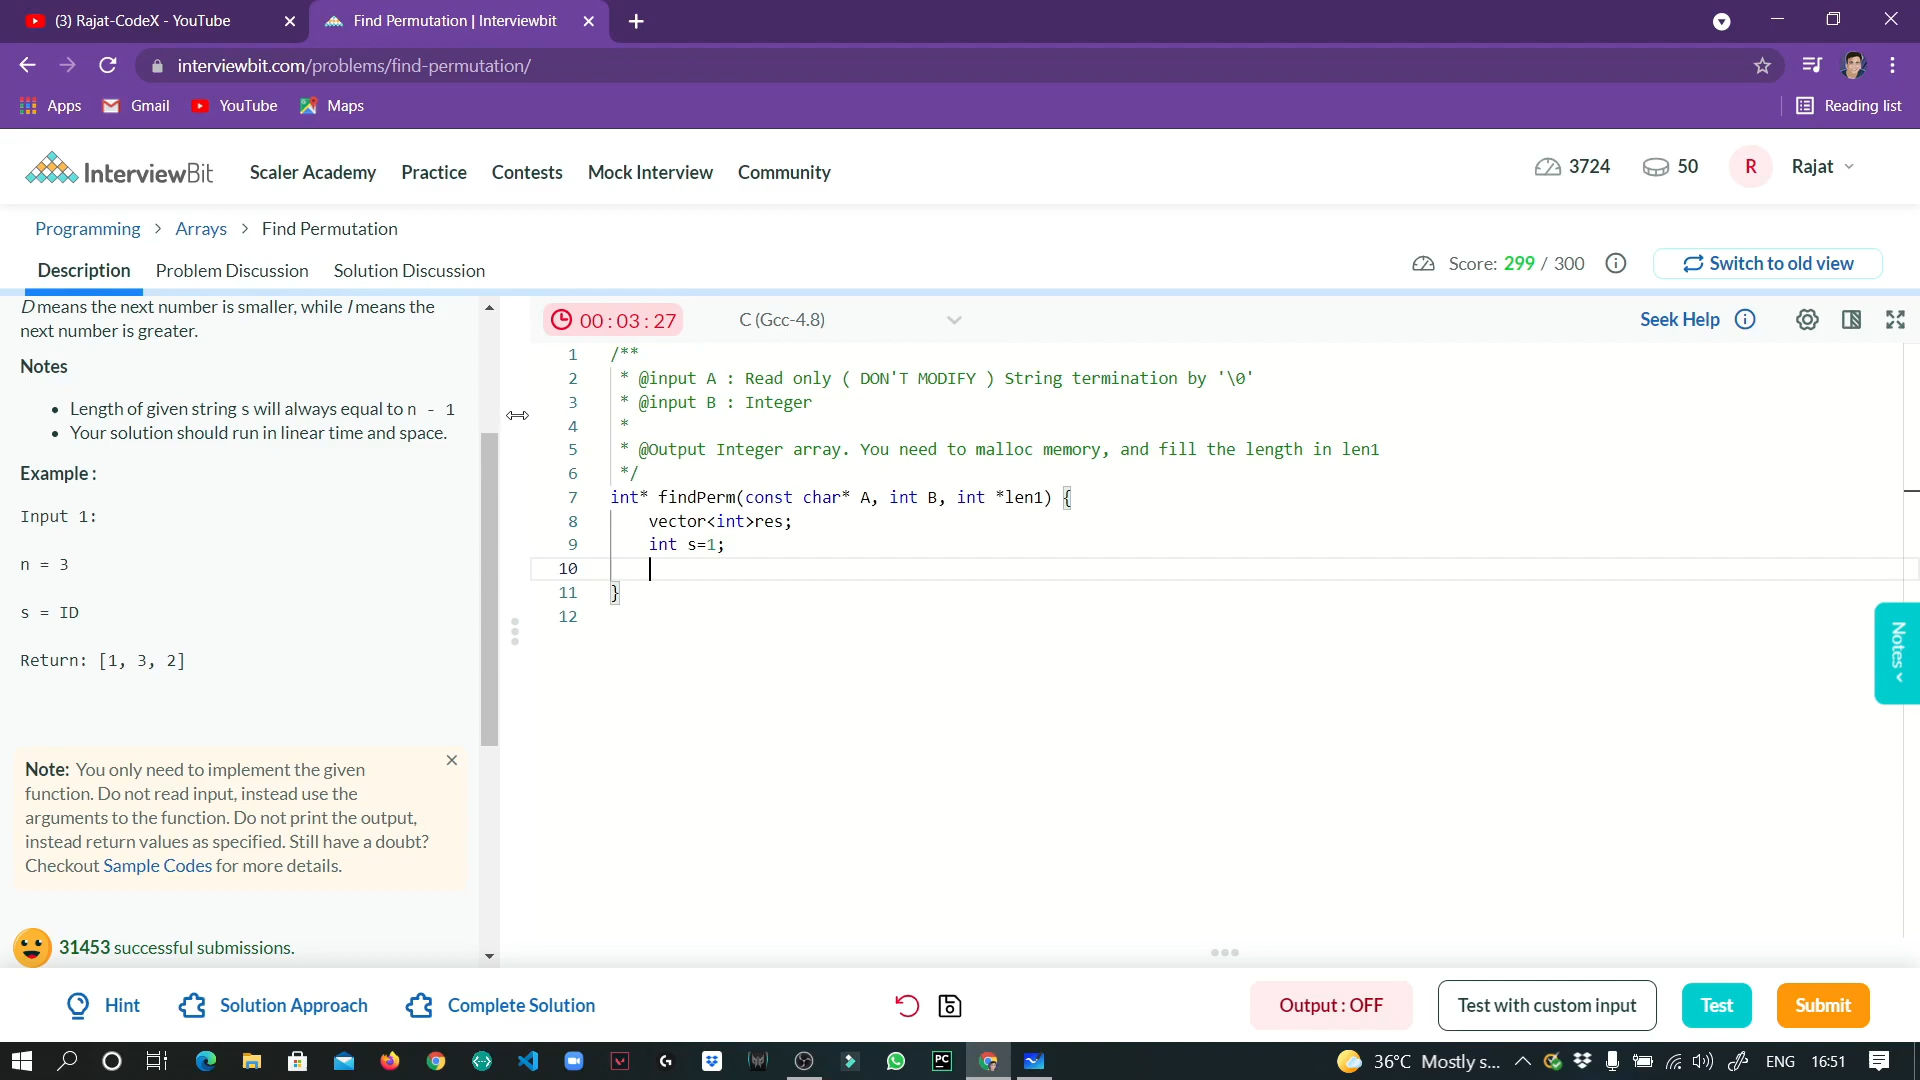 (3) Rajat-CodeX - YouTube
Find Permutation | Interviewbit
interviewbit.com/problems/find-permutation/
Apps
Gmail
YouTube
Maps
Reading list
InterviewBit
Scaler Academy
Practice
Contests
Mock Interview
Community
3724
50
R
Rajat
Programming > Arrays > Find Permutation
Description
Problem Discussion
Solution Discussion
Score: 299 / 300
Switch to old view
D means the next number is smaller, while I means the
next number is greater.
Notes
• Length of given string s will always equal to n - 1
• Your solution should run in linear time and space.
Example :
Input 1:
n = 3
s = ID
Return: [1, 3, 2]
Note: You only need to implement the given
function. Do not read input, instead use the
arguments to the function. Do not print the output,
instead return values as specified. Still have a doubt?
Checkout Sample Codes for more details.
31453 successful submissions.
00:03:27
C (Gcc-4.8)
Seek Help
1 /**
2 * @input A : Read only ( DON'T MODIFY ) String termination by '\0'
3 * @input B : Integer
4 *
5 * @Output Integer array. You need to malloc memory, and fill the length in len1
6 */
7 int* findPerm(const char* A, int B, int *len1) {
8 vector<int>res;
9 int s=1;
10
11 }
12
Notes
Hint
Solution Approach
Complete Solution
Output : OFF
Test with custom input
Test
Submit
36°C Mostly s...
ENG
16:51